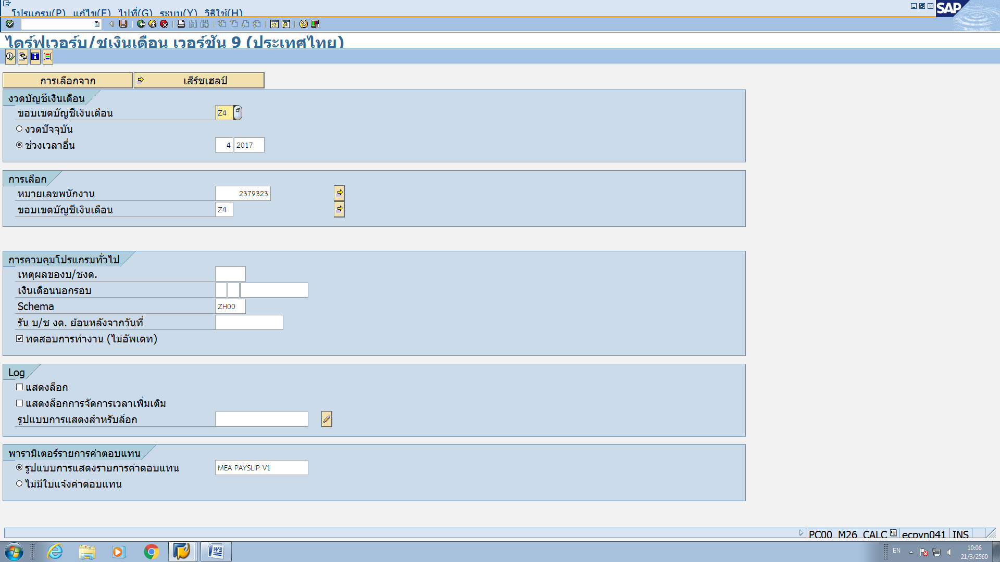 โปรแกรม(P) แก้ไข(E) ไปที่(G) ระบบ(Y) วิธีใช้(H)
SAP
ไดร์ฟเวอร์บ/ชเงินเดือน เวอร์ชัน 9 (ประเทศไทย)
การเลือกจาก เสิร์ชเฮลป์
งวดบัญชีเงินเดือน
ขอบเขตบัญชีเงินเดือน Z4
งวดปัจจุบัน
ช่วงเวลาอื่น 4 2017
การเลือก
หมายเลขพนักงาน 2379323
ขอบเขตบัญชีเงินเดือน Z4
การควบคุมโปรแกรมทั่วไป
เหตุผลของบ/ชงด.
เงินเดือนนอกรอบ
Schema ZH00
รัน บ/ช งด. ย้อนหลังจากวันที่
ทดสอบการทำงาน (ไม่อัพเดท)
Log
แสดงล็อก
แสดงล็อกการจัดการเวลาเพิ่มเติม
รูปแบบการแสดงสำหรับล็อก
พารามิเตอร์รายการค่าตอบแทน
รูปแบบการแสดงรายการค่าตอบแทน MEA PAYSLIP V1
ไม่มีใบแจ้งค่าตอบแทน
PC00_M26_CALC ecpvn041 INS
EN 10:06
21/3/2560